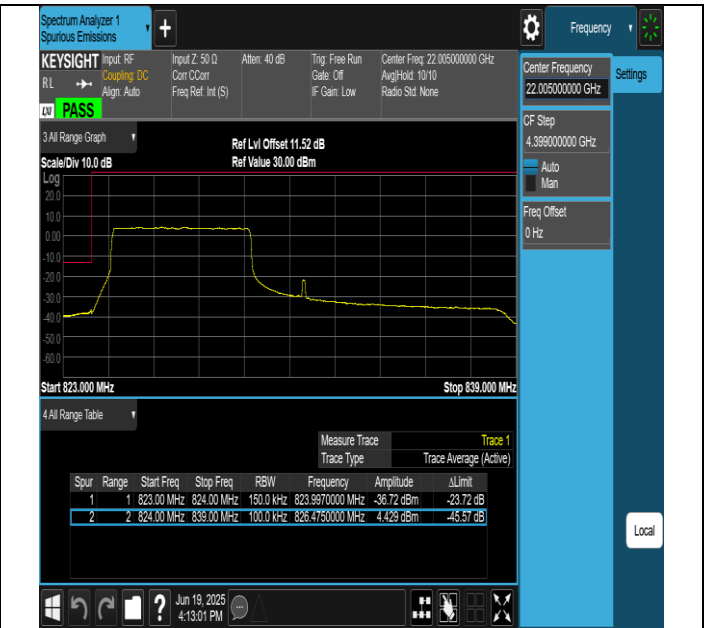 Spectrum Analyzer 1
Spurious Emissions
Frequency
KEYSIGHT
RL
LXI PASS
Input: RF
Coupling: DC
Align: Auto
Input Z: 50 Ω
Corr CCorr
Freq Ref: Int (S)
Atten: 40 dB
Trig: Free Run
Gate: Off
IF Gain: Low
Center Freq: 22.005000000 GHz
Avg|Hold: 10/10
Radio Std: None
Center Frequency
22.005000000 GHz
Settings
CF Step
4.399000000 GHz
Auto
Man
Freq Offset
0 Hz
3 All Range Graph
Scale/Div 10.0 dB
Ref Lvl Offset 11.52 dB
Ref Value 30.00 dBm
Log
20.0
10.0
0.00
-10.0
-20.0
-30.0
-40.0
-50.0
-60.0
Start 823.000 MHz
Stop 839.000 MHz
4 All Range Table
Measure Trace Trace 1
Trace Type Trace Average (Active)
Spur Range Start Freq Stop Freq RBW Frequency Amplitude ΔLimit
1 1 823.00 MHz 824.00 MHz 150.0 kHz 823.9970000 MHz -36.72 dBm -23.72 dB
2 2 824.00 MHz 839.00 MHz 100.0 kHz 826.4750000 MHz 4.429 dBm -45.57 dB
Local
?
Jun 19, 2025
4:13:01 PM